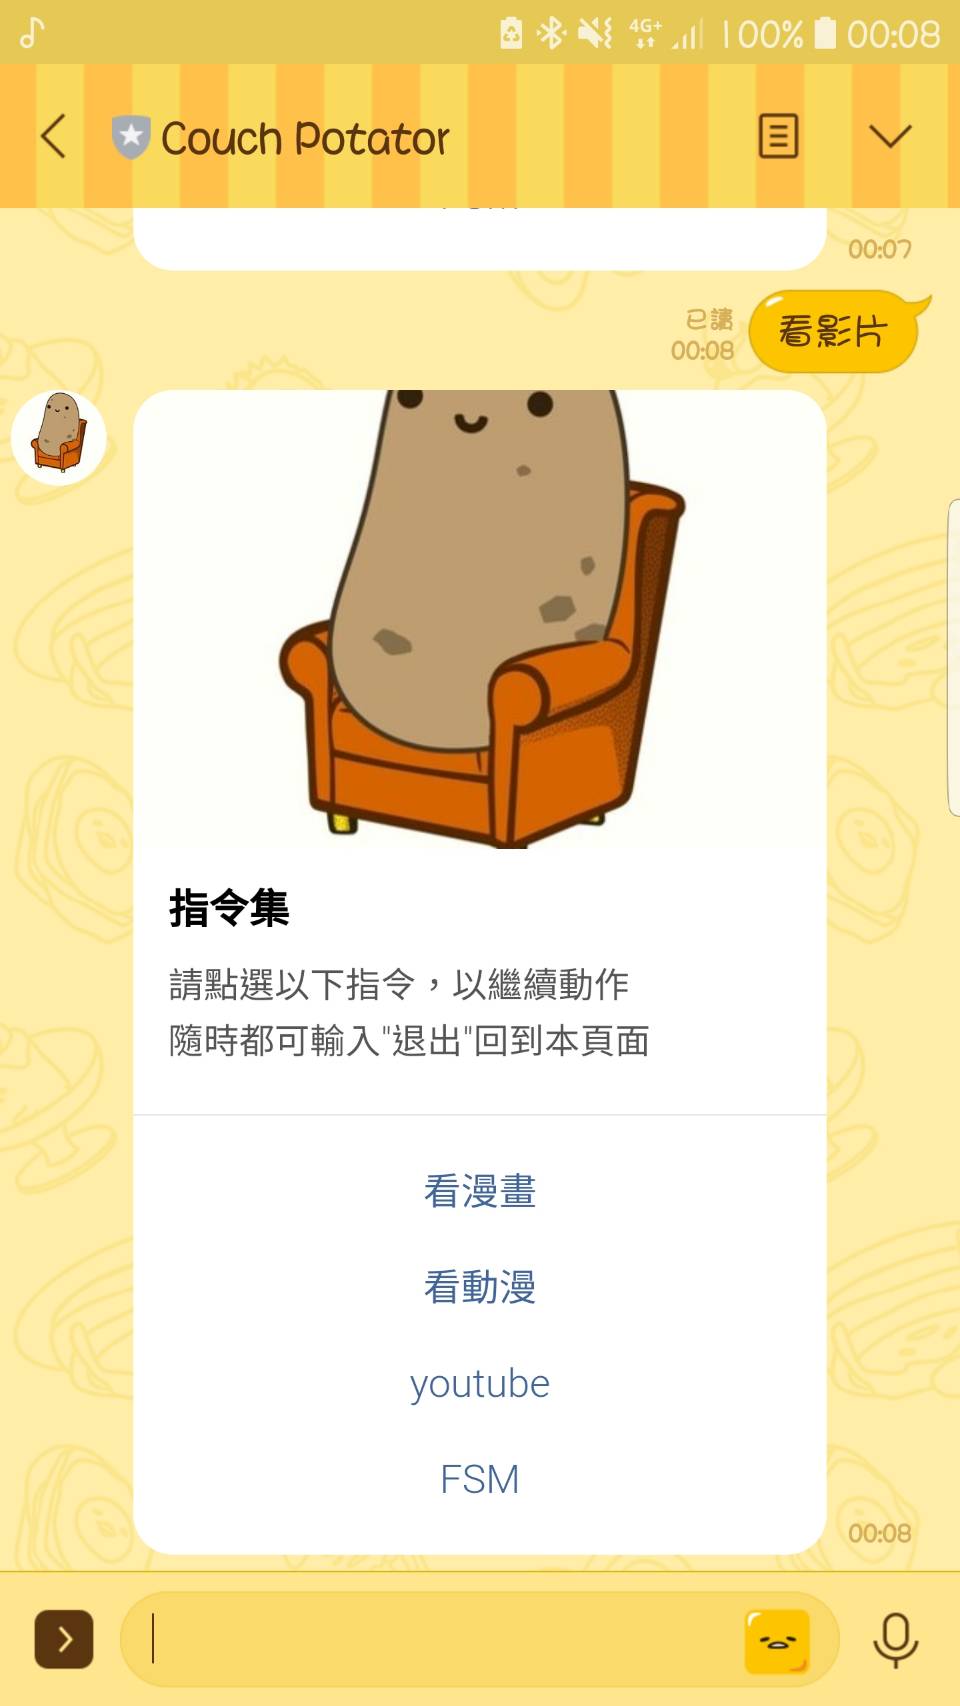 4G+ 100% 00:08
Couch Potator
00:07
看影片
已讀
00:08
指令集
請點選以下指令，以繼續動作
隨時都可輸入"退出"回到本頁面
看漫畫
看動漫
youtube
FSM
00:08